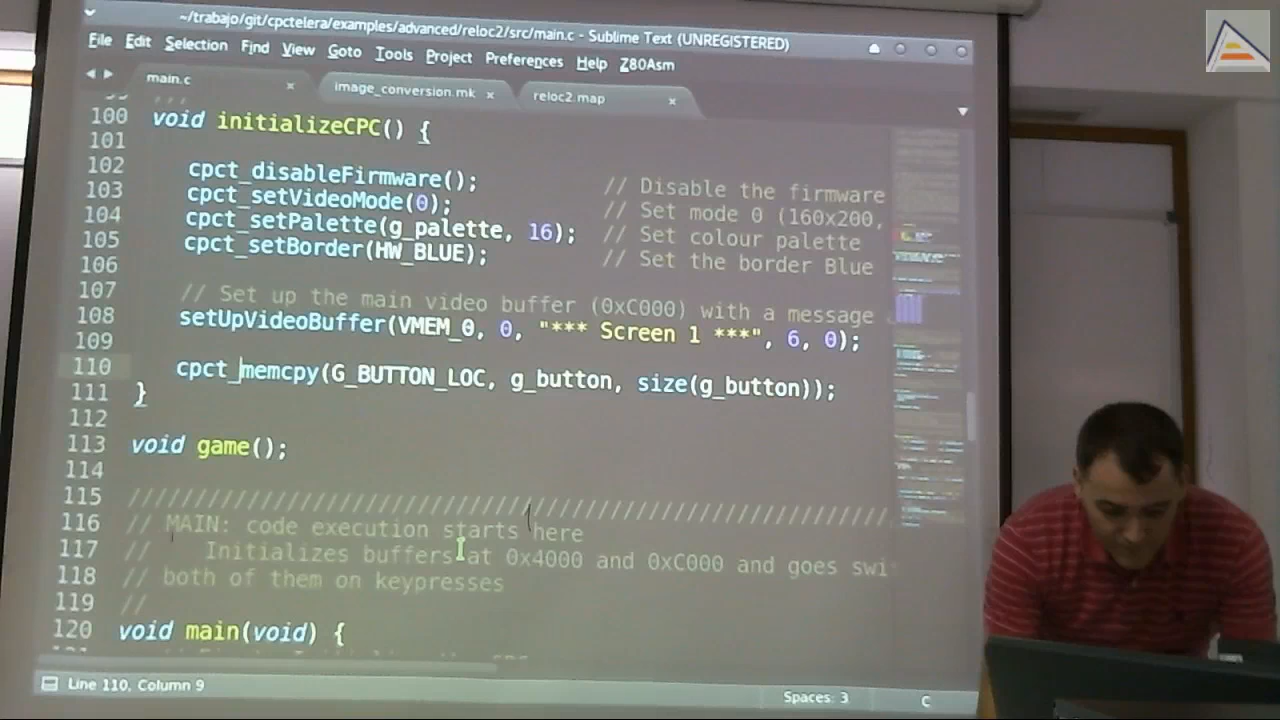 ~/trabajo/git/cpctelera/examples/advanced/reloc2/src/main.c - Sublime Text (UNREGISTERED)
File Edit Selection Find View Goto Tools Project Preferences Help Z80Asm
main.c image_conversion.mk reloc2.map
100 void initializeCPC() {
101
102 cpct_disableFirmware(); // Disable the firmware
103 cpct_setVideoMode(0); // Set mode 0 (160x200,
104 cpct_setPalette(g_palette, 16); // Set colour palette
105 cpct_setBorder(HW_BLUE); // Set the border Blue
106
107 // Set up the main video buffer (0xC000) with a message
108 setUpVideoBuffer(VMEM_0, 0, "*** Screen 1 ***", 6, 0);
109
110 cpct_memcpy(G_BUTTON_LOC, g_button, size(g_button));
111 }
112
113 void game();
114
115 //////////////////////////////////////////////////////////
116 // MAIN: code execution starts here
117 // Initializes buffers at 0x4000 and 0xC000 and goes swi
118 // both of them on keypresses
119 //
120 void main(void) {
Line 110, Column 9 Spaces: 3 C